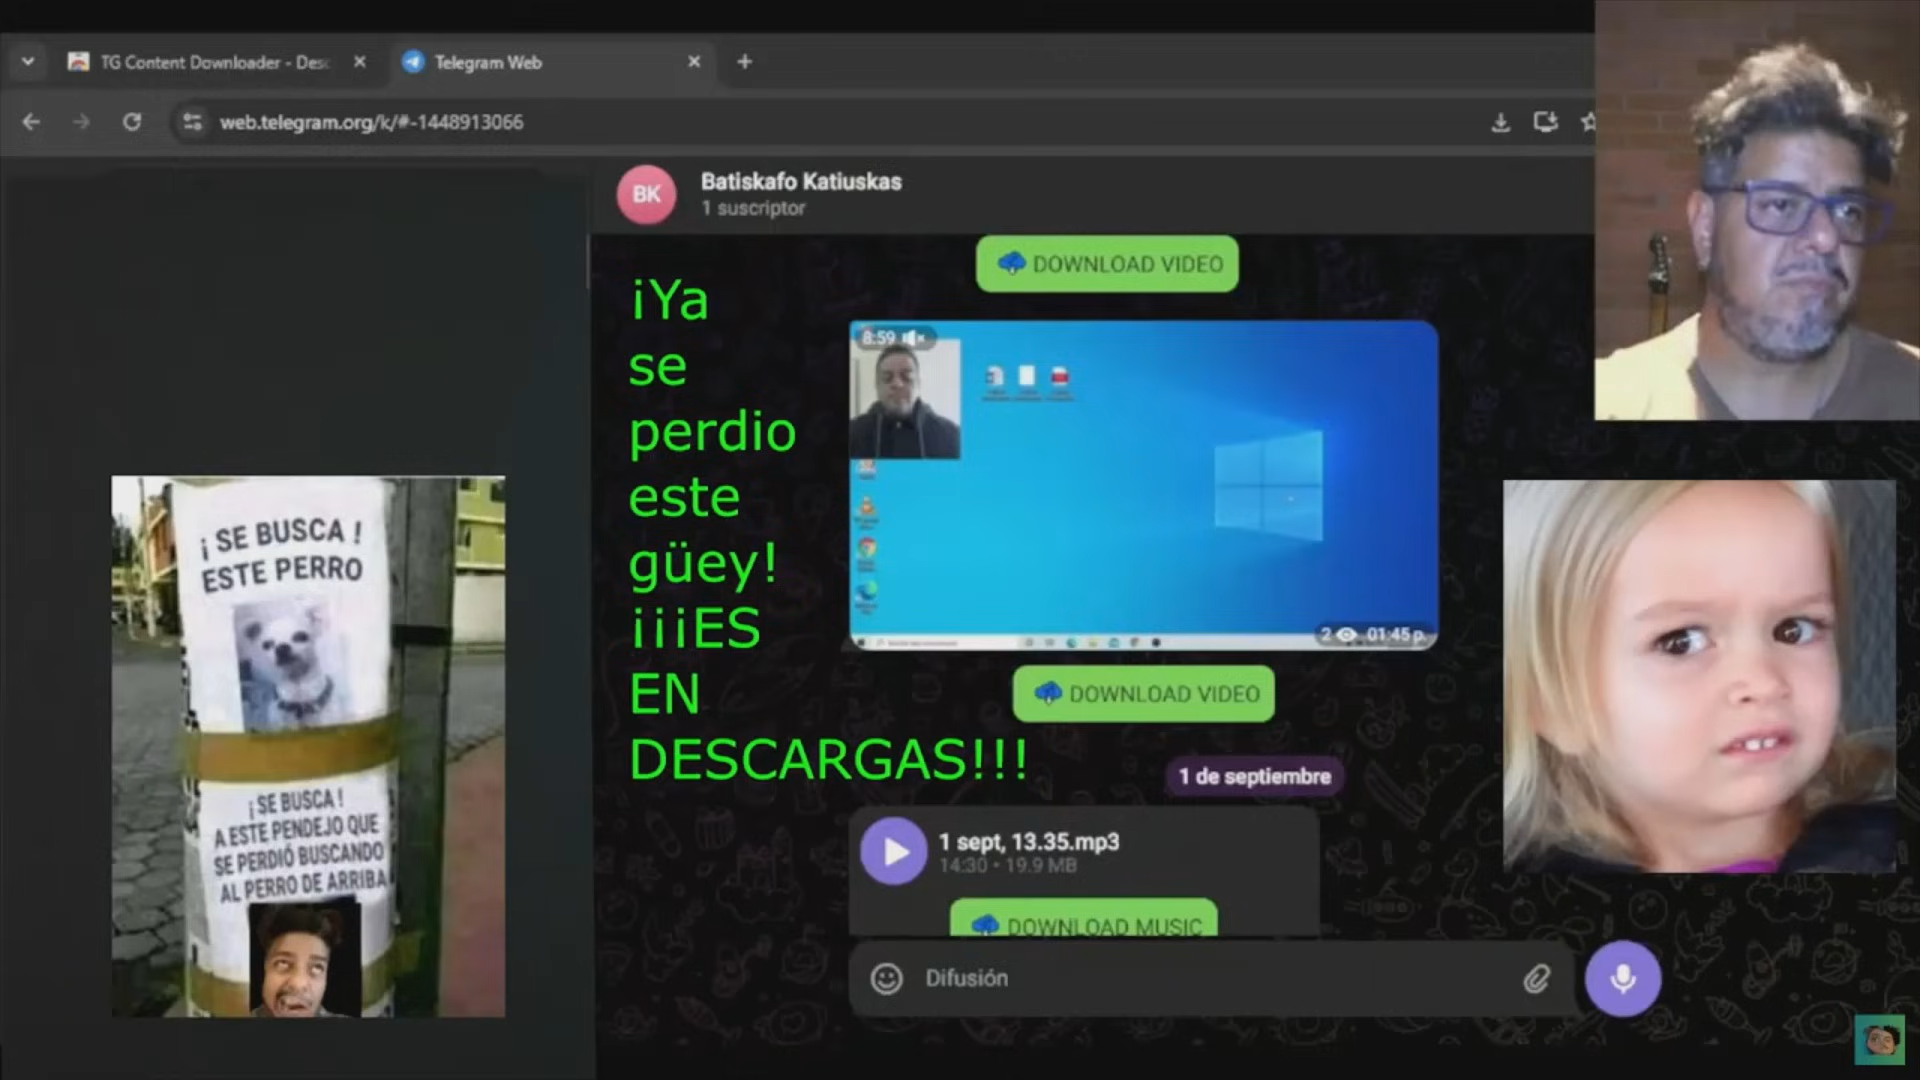 TG Content Downloader - Desc
Telegram Web
web.telegram.org/k/#-1448913066
BK
Batiskafo Katiuskas
1 suscriptor
DOWNLOAD VIDEO
¡Ya
se
perdio
este
güey!
¡¡¡ES
EN
DESCARGAS!!!
8:59
2 01:45 p.
DOWNLOAD VIDEO
1 de septiembre
1 sept, 13.35.mp3
14:30 • 19.9 MB
DOWNLOAD MUSIC
Difusión
¡ SE BUSCA !
ESTE PERRO
¡ SE BUSCA !
A ESTE PENDEJO QUE
SE PERDIÓ BUSCANDO
AL PERRO DE ARRIBA